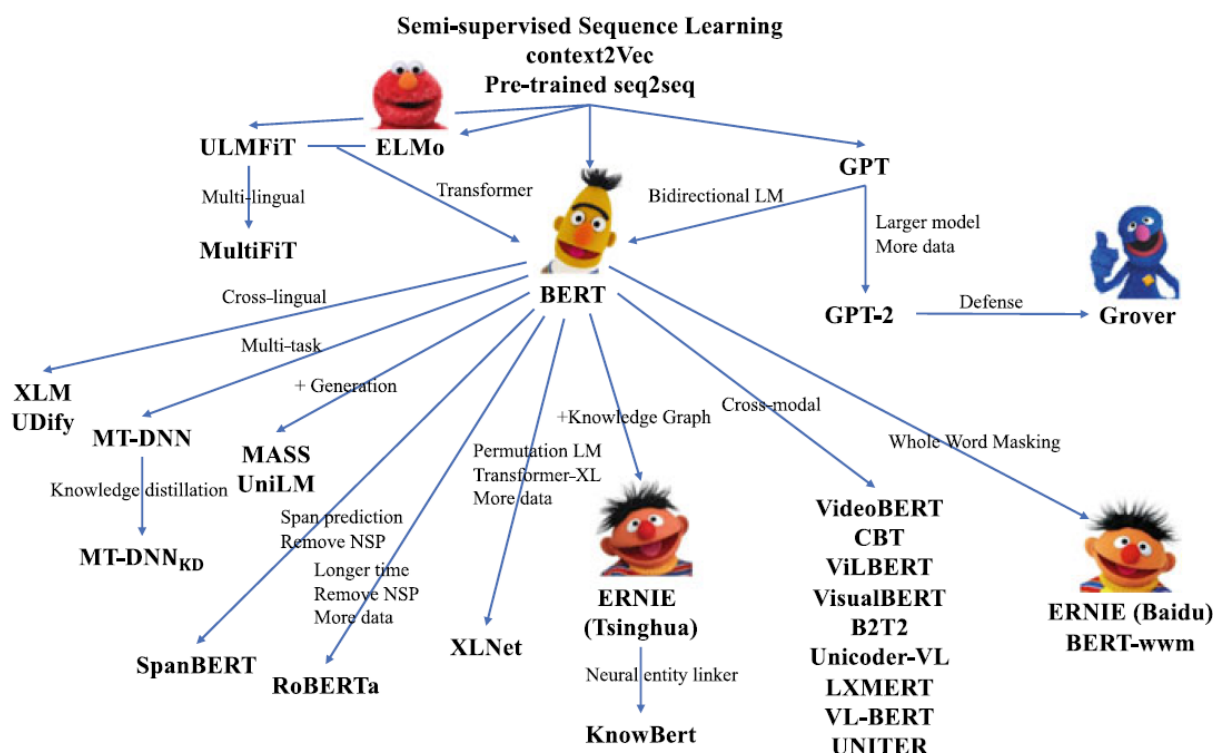 Semi-supervised Sequence Learning
context2Vec
Pre-trained seq2seq
ULMFiT
ELMo
GPT
Multi-lingual
Transformer
Bidirectional LM
Larger model
More data
MultiFiT
BERT
GPT-2
Defense
Grover
Cross-lingual
Multi-task
+ Generation
+Knowledge Graph
Cross-modal
Whole Word Masking
XLM
UDify
MT-DNN
MASS
UniLM
Permutation LM
Transformer-XL
More data
Knowledge distillation
MT-DNNKD
Span prediction
Remove NSP
Longer time
Remove NSP
More data
SpanBERT
RoBERTa
XLNet
ERNIE
(Tsinghua)
Neural entity linker
KnowBert
VideoBERT
CBT
ViLBERT
VisualBERT
B2T2
Unicoder-VL
LXMERT
VL-BERT
UNITER
ERNIE (Baidu)
BERT-wwm